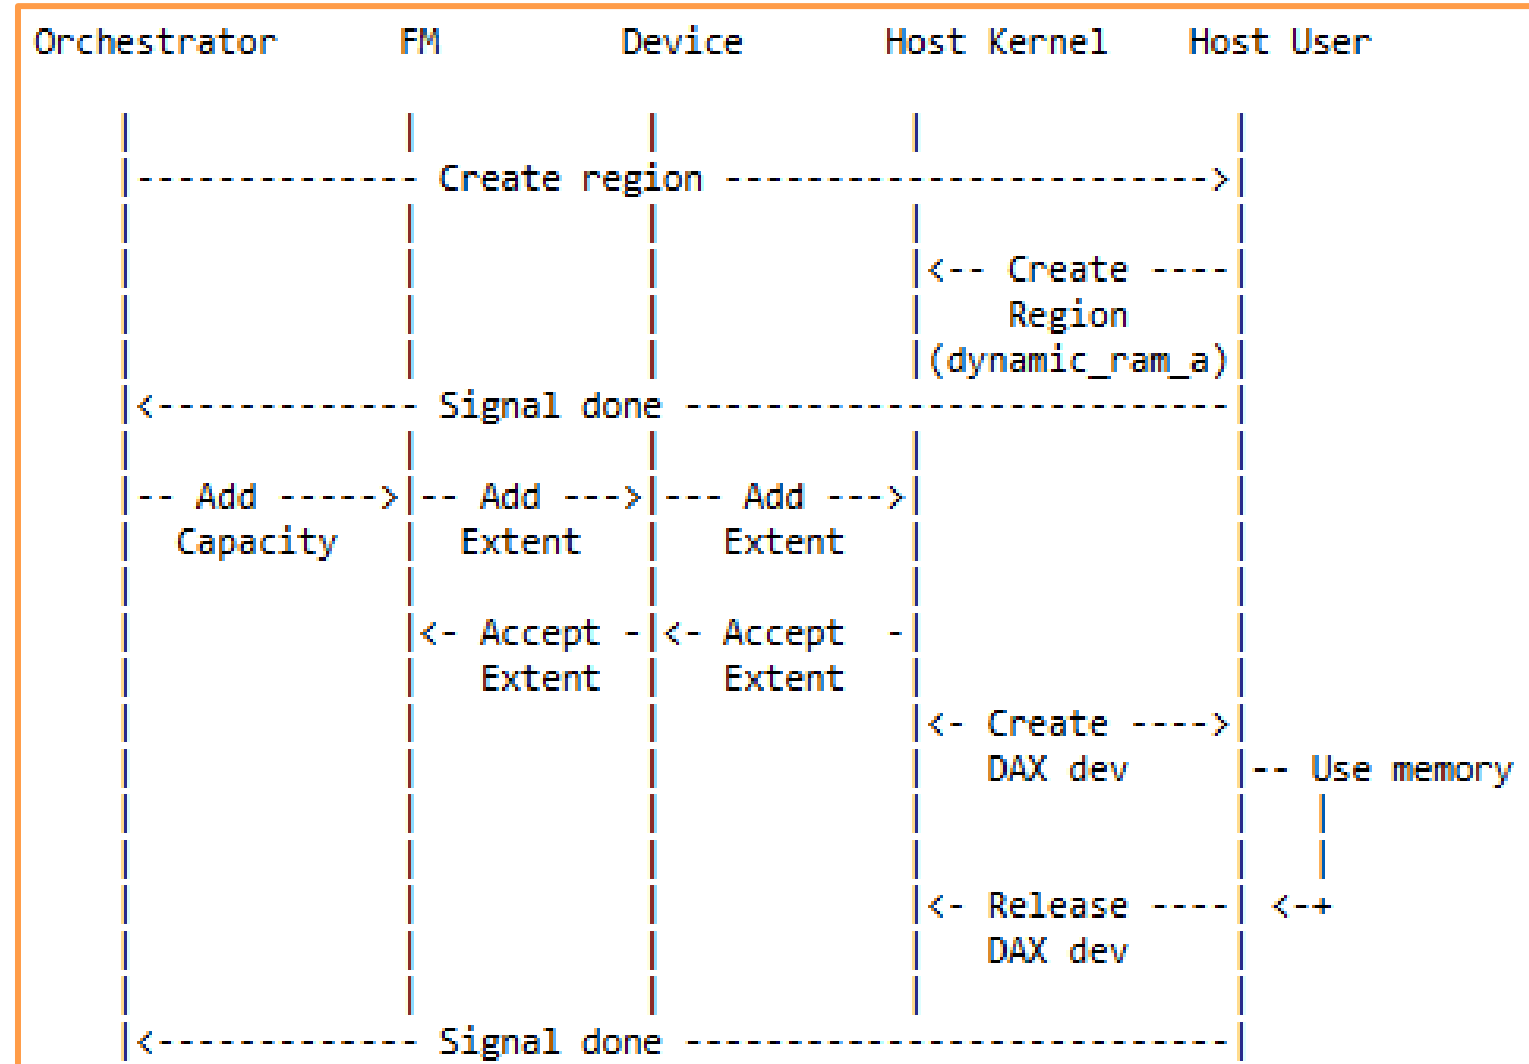 Orchestrator      FM         Device       Host Kernel    Host User

    |             |           |            |               |
    |-------------- Create region ------------------------>|
    |             |           |            |               |
    |             |           |            |<-- Create ----|
    |             |           |            |    Region     |
    |             |           |            |(dynamic_ram_a)|
    |<------------- Signal done ---------------------------|
    |             |           |            |               |
    |-- Add ----->|-- Add --->|--- Add --->|               |
    |  Capacity   |  Extent   |   Extent   |               |
    |             |           |            |               |
    |             |<- Accept -|<- Accept  -|               |
    |             |   Extent  |   Extent   |               |
    |             |           |            |<- Create ---->|
    |             |           |            |   DAX dev     |-- Use memory
    |             |           |            |               |   |
    |             |           |            |               |   |
    |             |           |            |<- Release ----| <-+
    |             |           |            |   DAX dev     |
    |             |           |            |               |
    |<------------- Signal done ---------------------------|